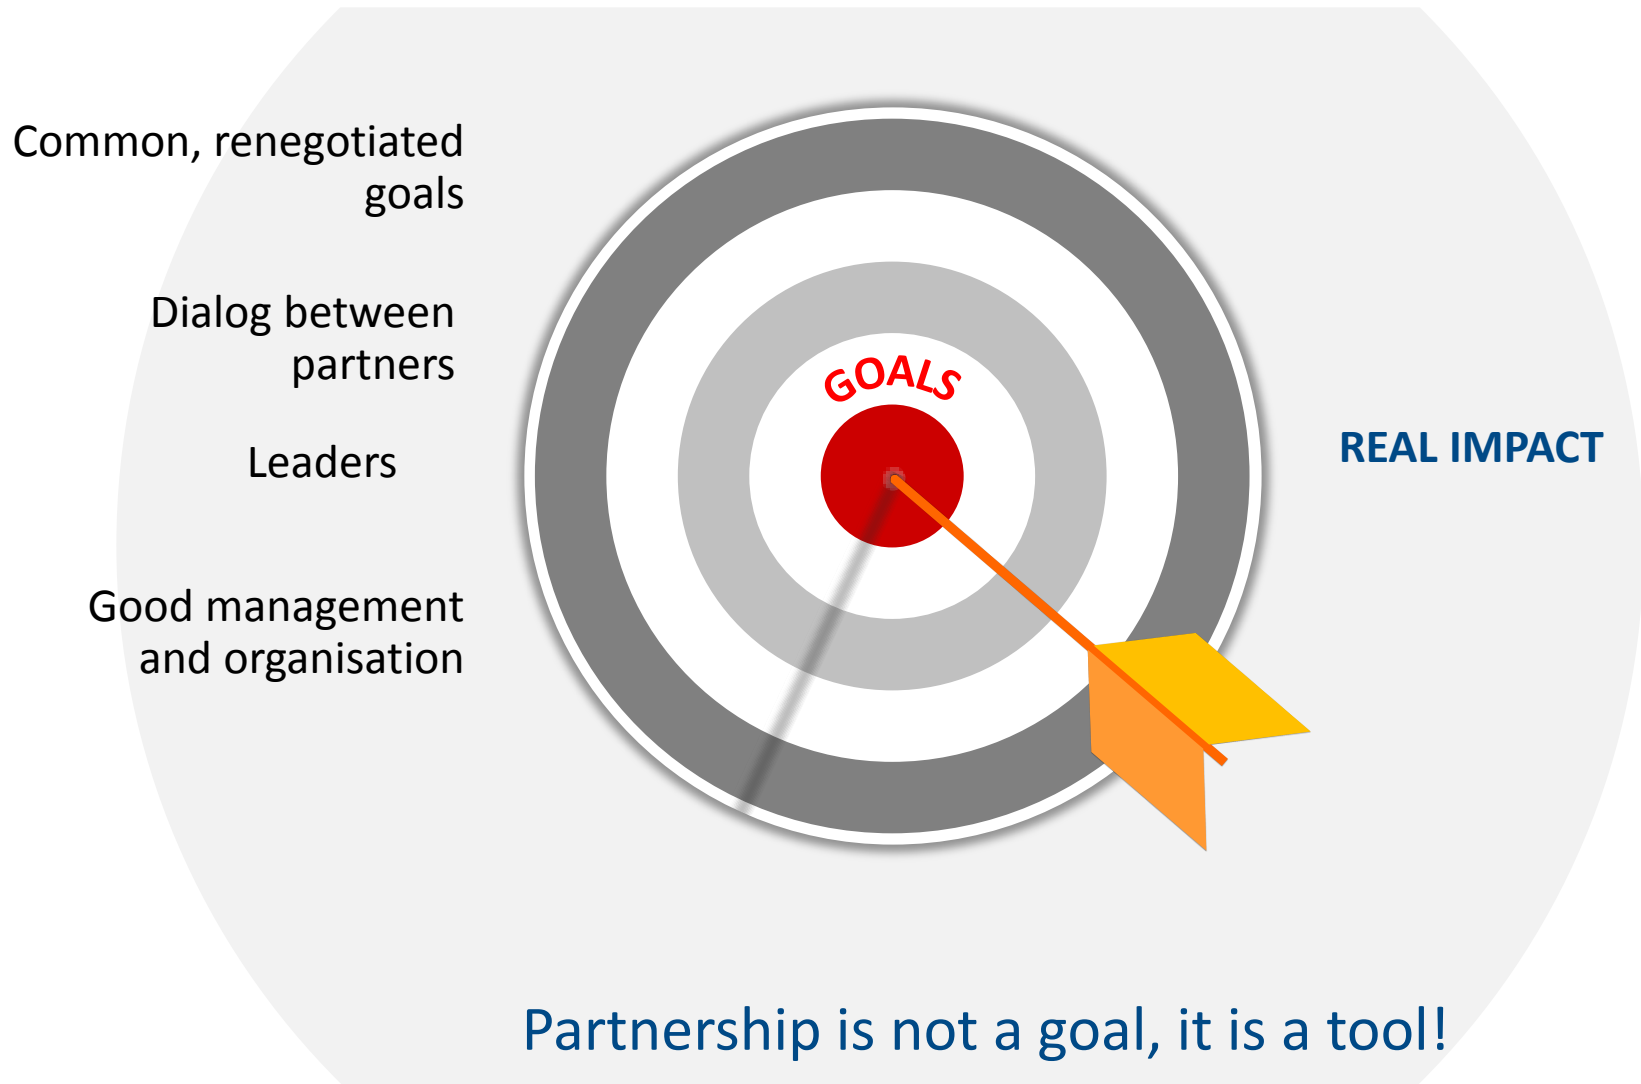 Common, renegotiated
goals
Dialog between
partners
Leaders
Good management
and organisation
GOALS
REAL IMPACT
Partnership is not a goal, it is a tool!